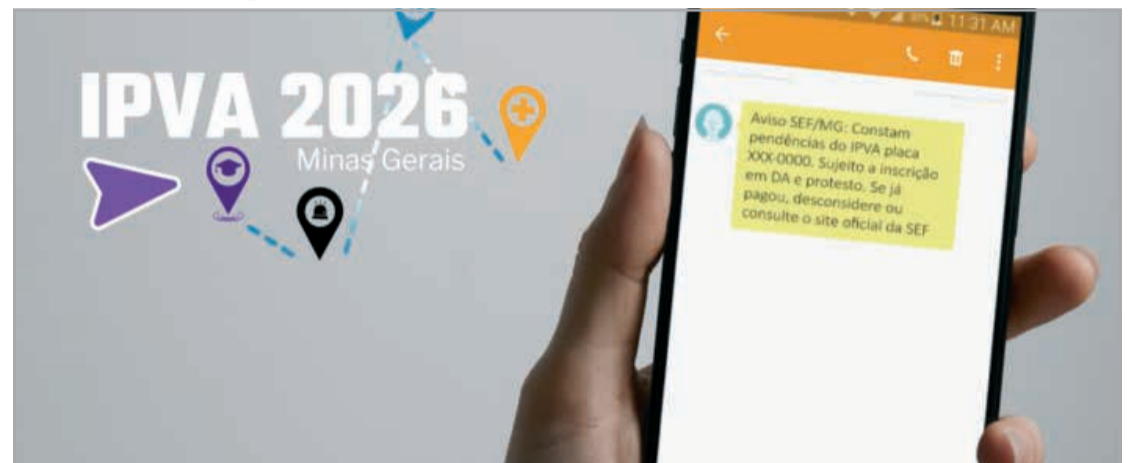 IPVA 2026
Minas Gerais
11:31 AM
Aviso SEF/MG: Constam
pendências do IPVA placa
XXX-0000. Sujeito a inscrição
em DA e protesto. Se já
pagou, desconsidere ou
consulte o site oficial da SEF